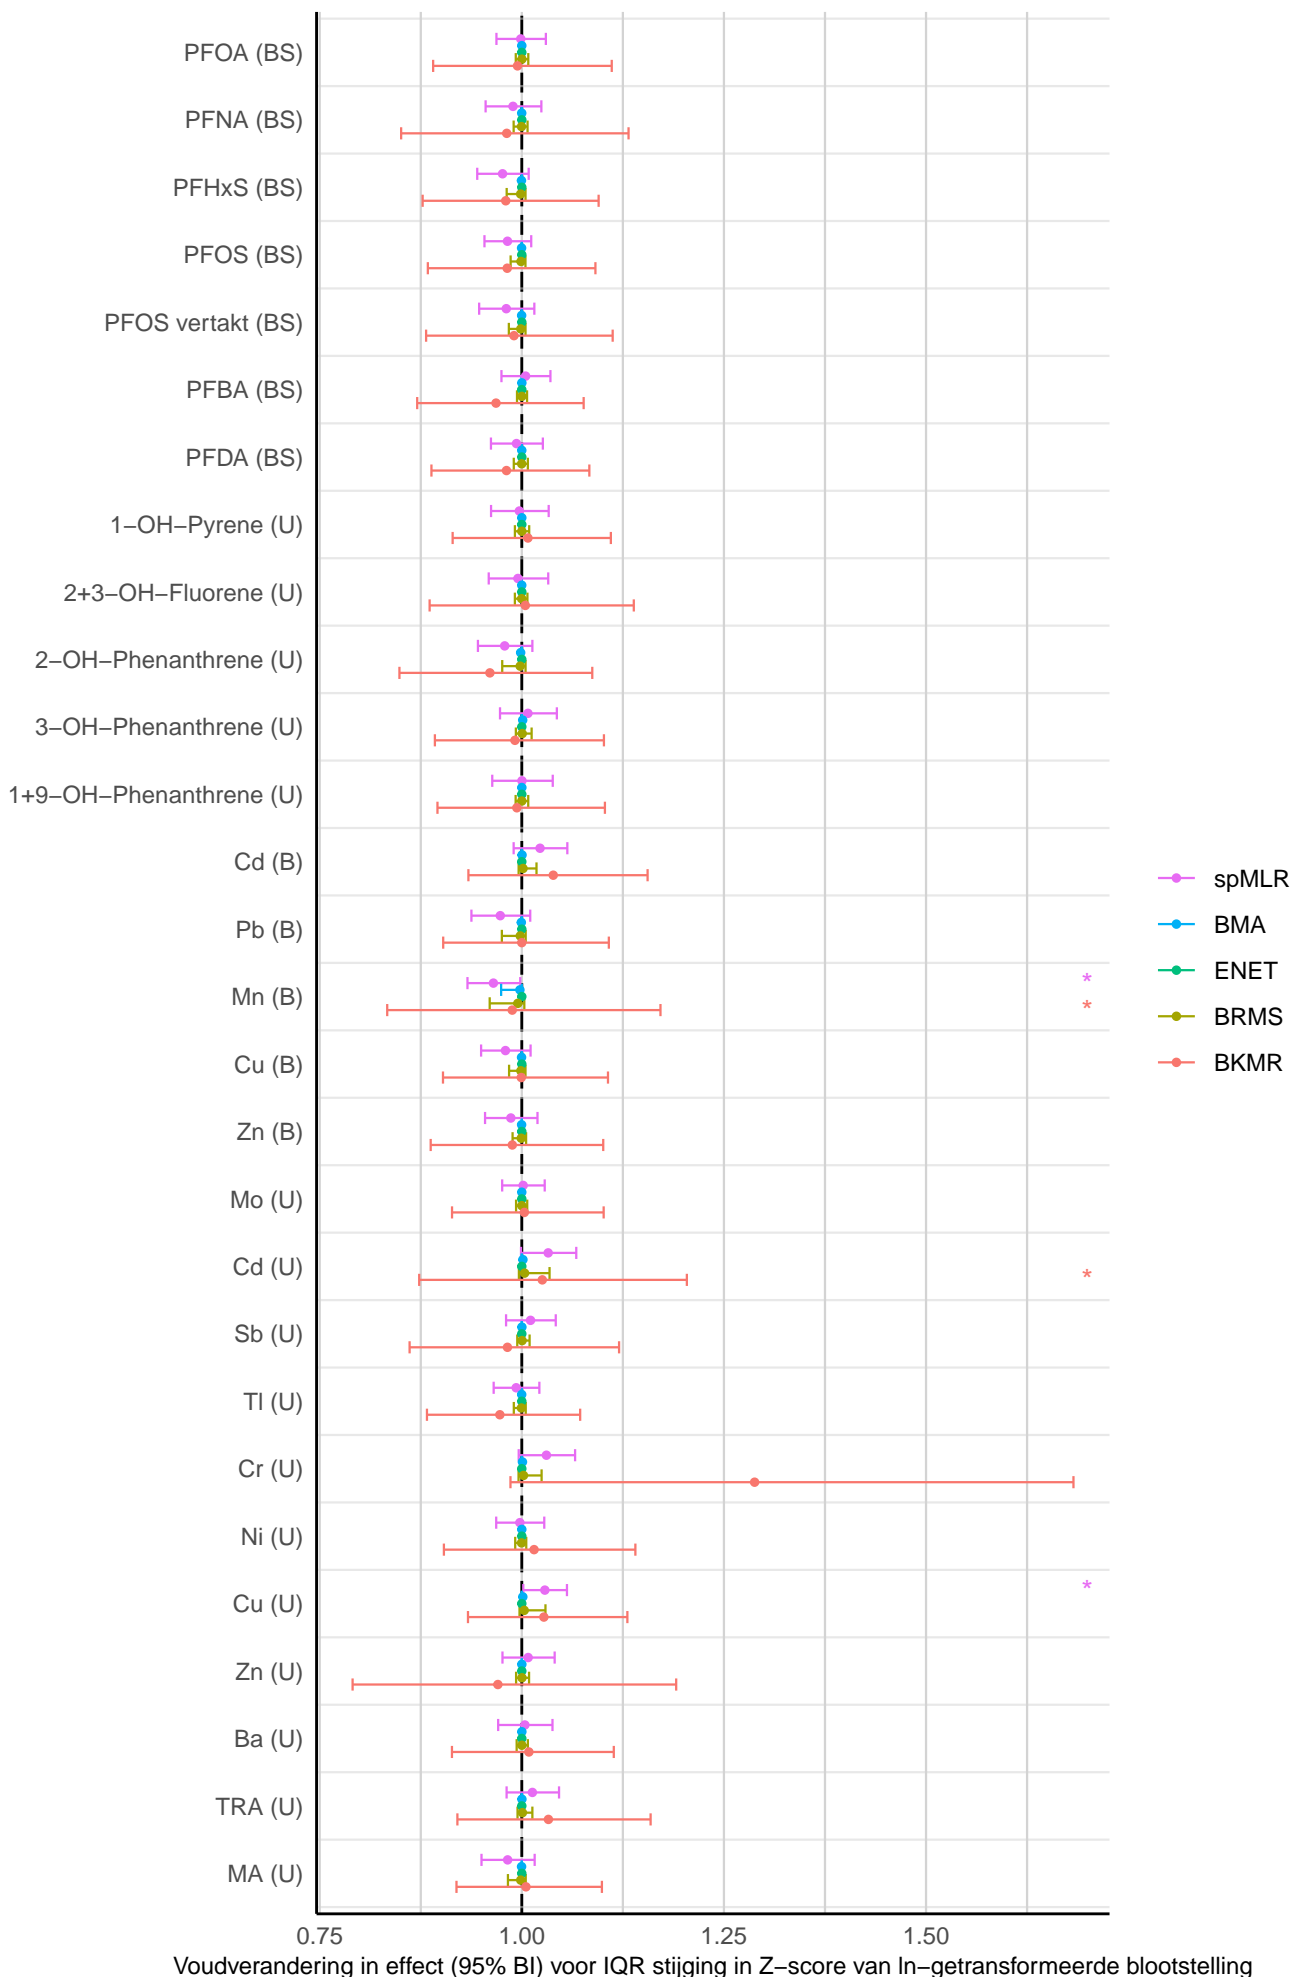 PFOA (BS)
PFNA (BS)
PFHxS (BS)
PFOS (BS)
PFOS vertakt (BS)
PFBA (BS)
PFDA (BS)
1−OH−Pyrene (U)
2+3−OH−Fluorene (U)
2−OH−Phenanthrene (U)
3−OH−Phenanthrene (U)
1+9−OH−Phenanthrene (U)
Cd (B)
Pb (B)
Mn (B)
*
*
Cu (B)
Zn (B)
Mo (U)
Cd (U)
*
Sb (U)
Tl (U)
Cr (U)
Ni (U)
Cu (U)
*
Zn (U)
Ba (U)
TRA (U)
MA (U)
0.75 1.00 1.25 1.50
Voudverandering in effect (95% BI) voor IQR stijging in Z−score van ln−getransformeerde blootstelling
spMLR
BMA
ENET
BRMS
BKMR